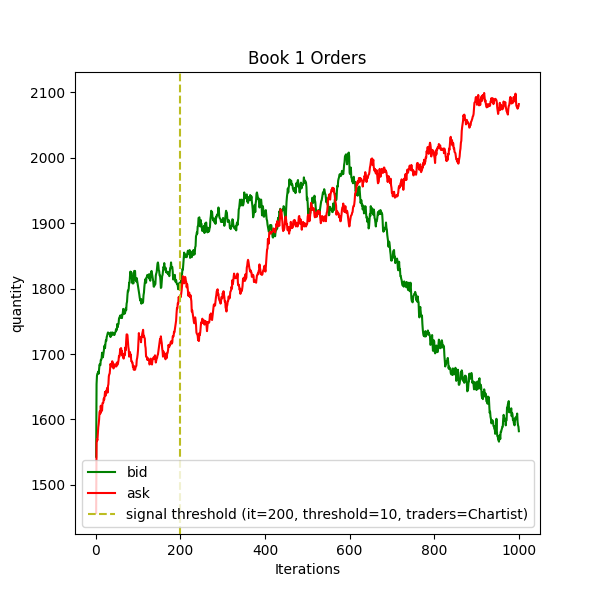 Book 1 Orders
2100
2000
1900
1800
1700
1600
1500
quantity
bid
ask
signal threshold (it=200, threshold=10, traders=Chartist)
0 200 400 600 800 1000
Iterations